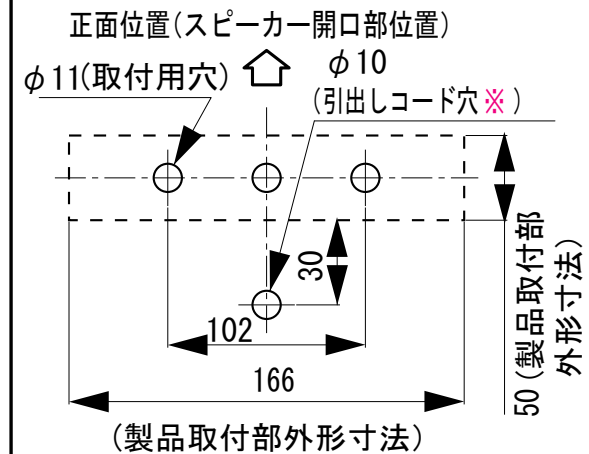 正面位置(スピーカー開口部位置)
φ11(取付用穴)
φ10
(引出しコード穴※)
30
102
166
(製品取付部外形寸法)
50(製品取付部
外形寸法)